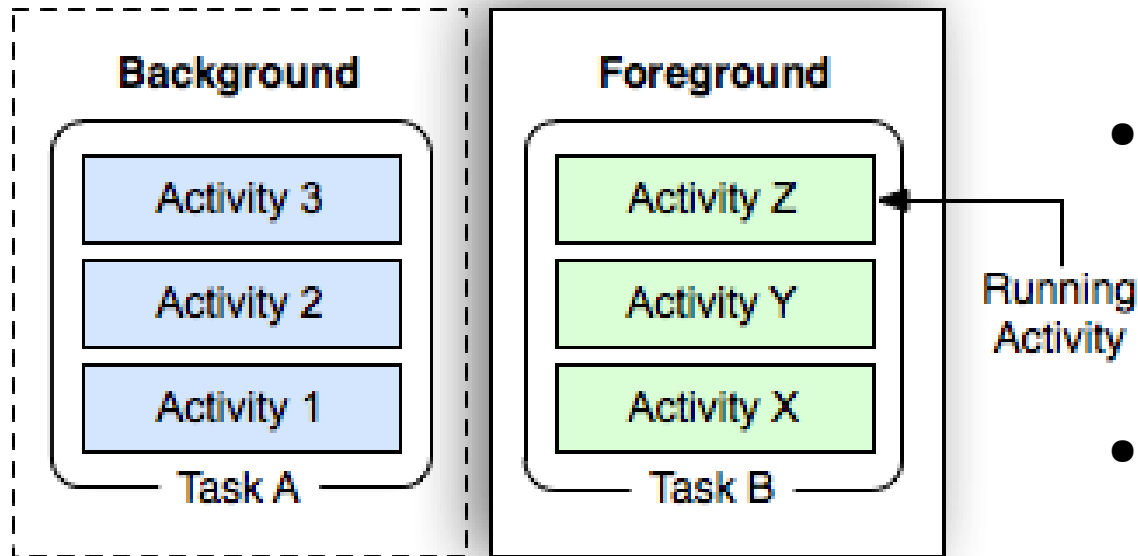 Background
Activity 3
Activity 2
Activity 1
Task A
Foreground
Activity Z
Activity Y
Activity X
Task B
Running
Activity
•
•